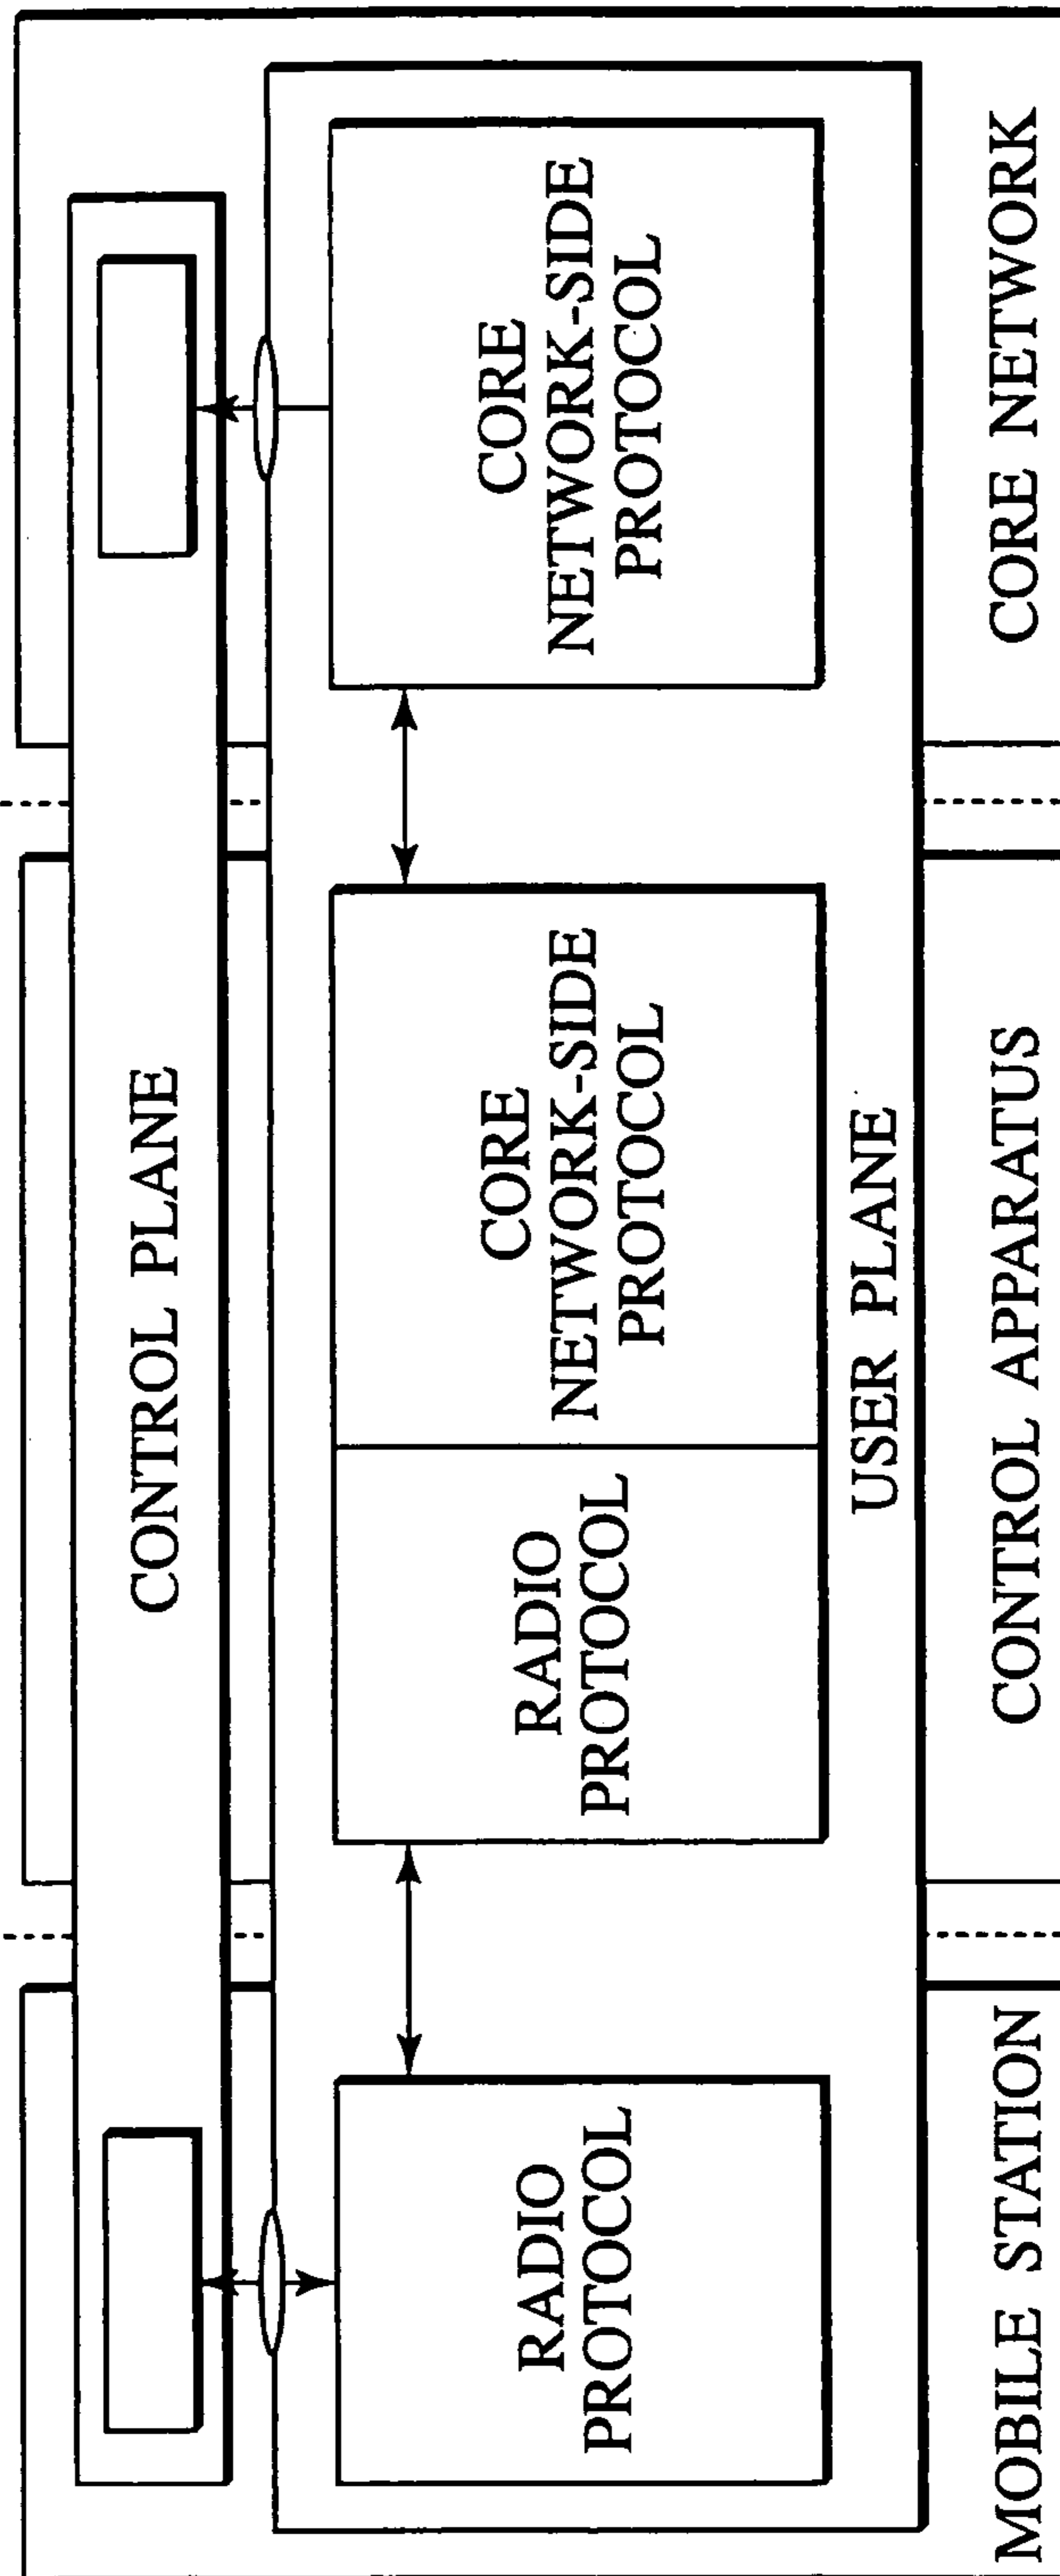 CONTROL PLANE
RADIO
PROTOCOL
RADIO
PROTOCOL
CORE
NETWORK-SIDE
PROTOCOL
CORE
NETWORK-SIDE
PROTOCOL
USER PLANE
MOBILE STATION
CONTROL APPARATUS
CORE NETWORK